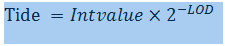 Tide = Intvalue × 2^{-LOD}